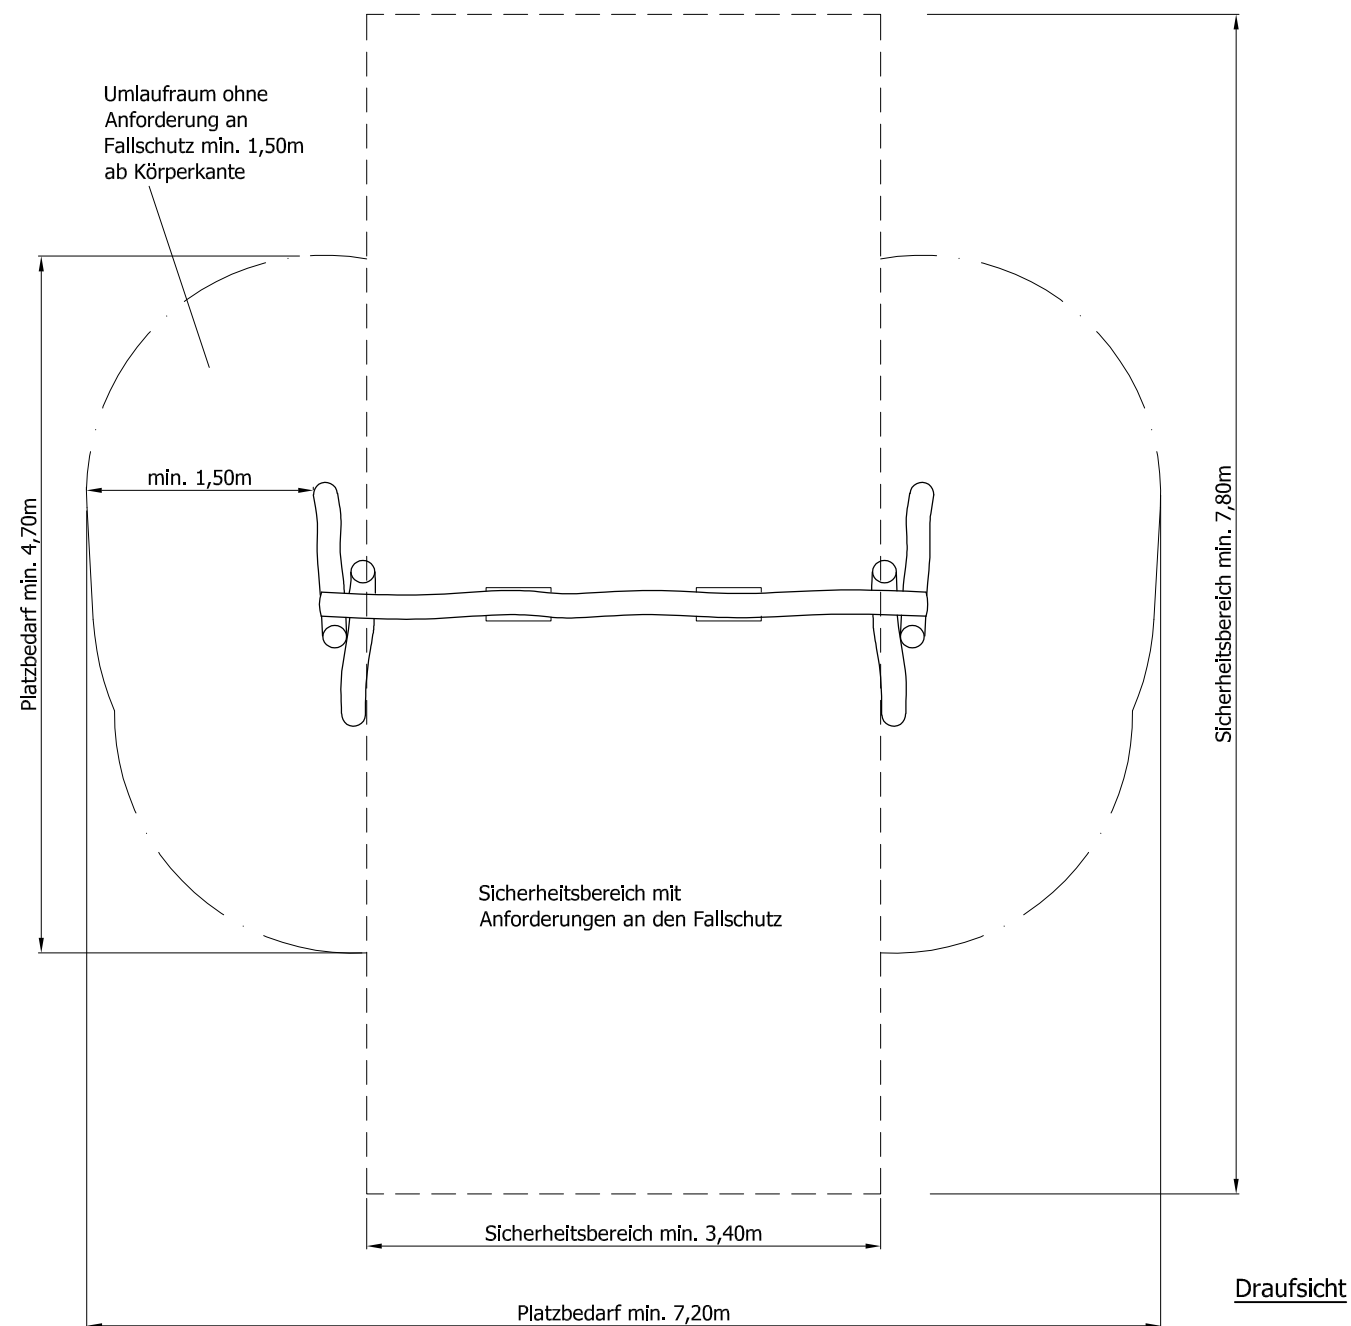 Umlaufraum ohne
Anforderung an
Fallschutz min. 1,50m
ab Körperkante
min. 1,50m
Platzbedarf min. 4,70m
Sicherheitsbereich min. 7,80m
Sicherheitsbereich mit
Anforderungen an den Fallschutz
Sicherheitsbereich min. 3,40m
Draufsicht
Platzbedarf min. 7,20m